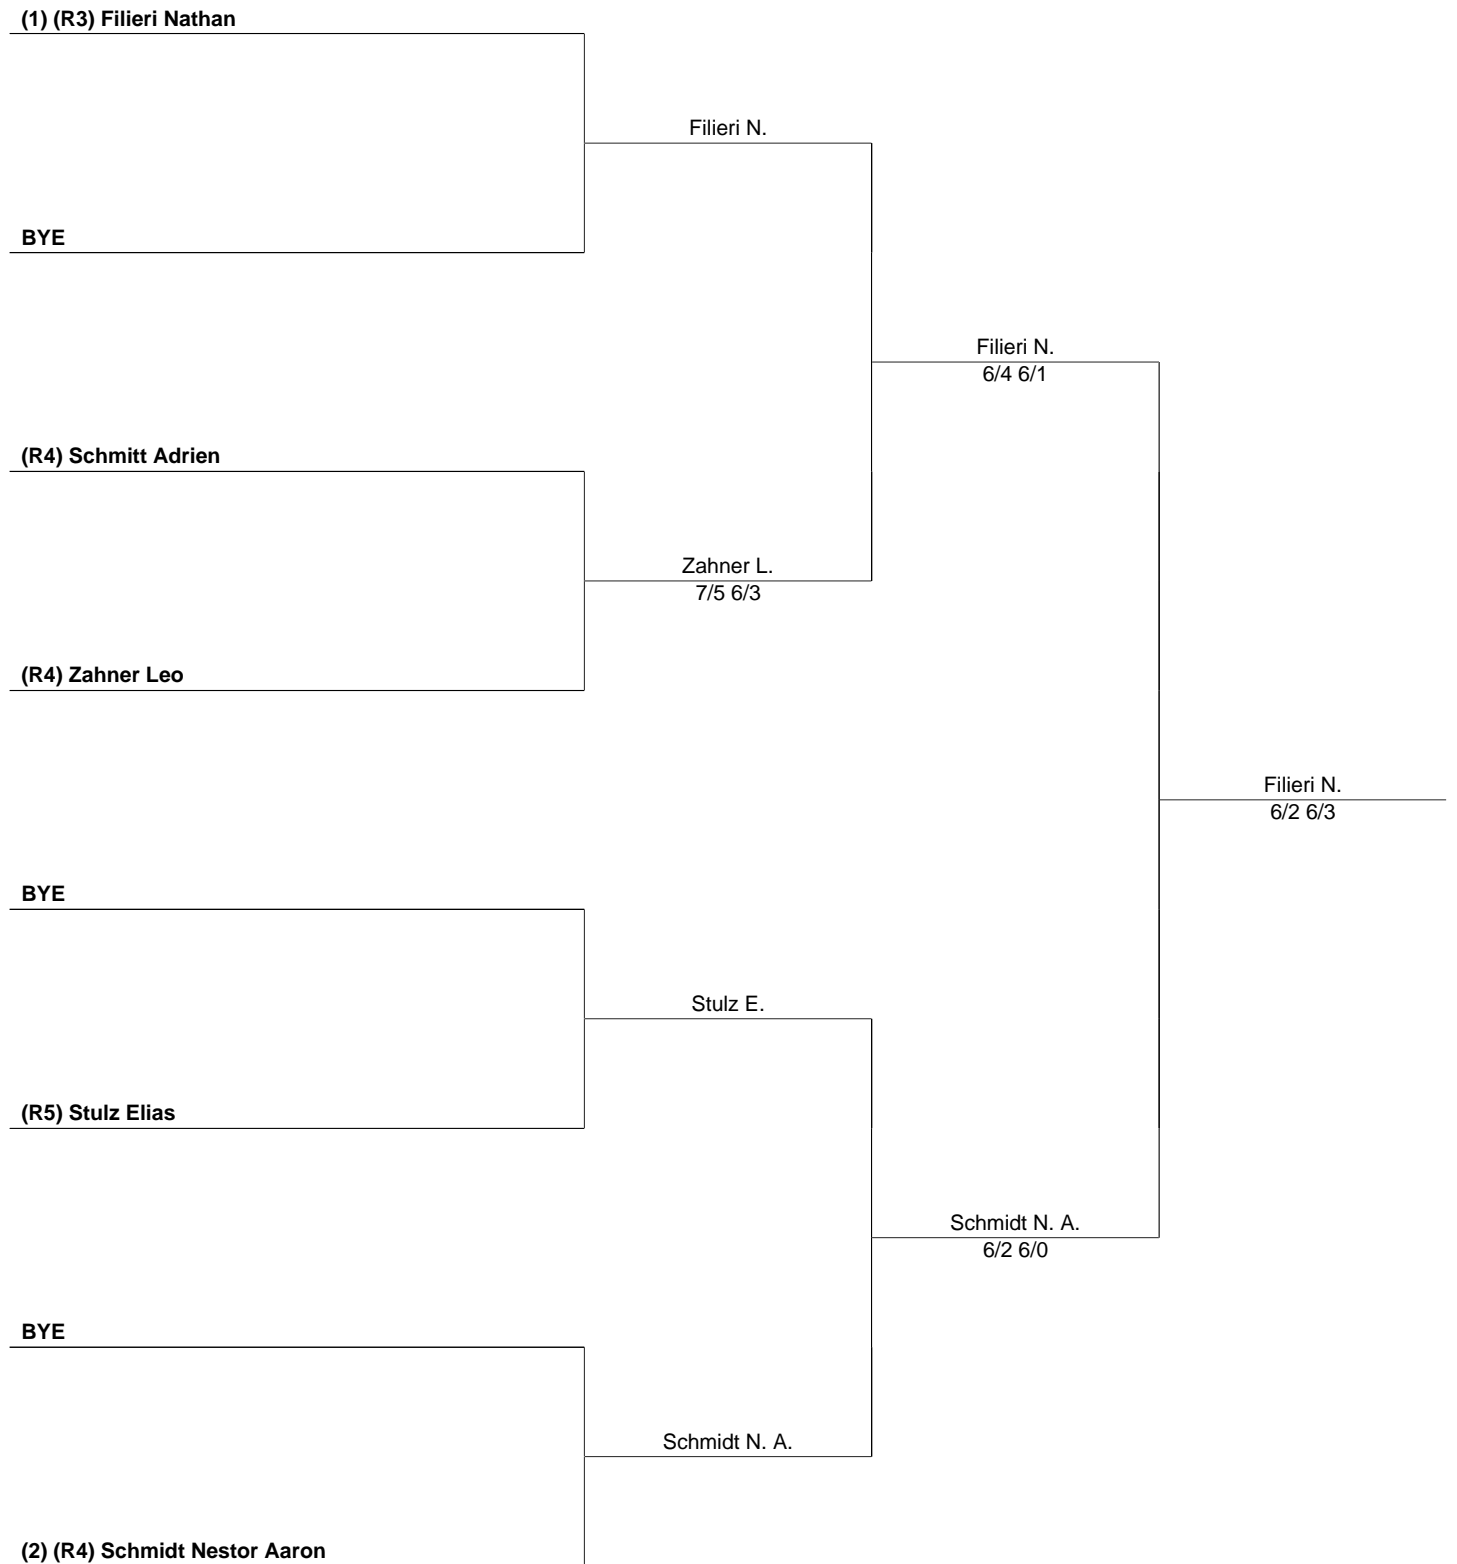 (1) (R3) Filieri Nathan
Filieri N.
BYE
Filieri N.
6/4 6/1
(R4) Schmitt Adrien
Zahner L.
7/5 6/3
(R4) Zahner Leo
Filieri N.
6/2 6/3
BYE
Stulz E.
(R5) Stulz Elias
Schmidt N. A.
6/2 6/0
BYE
Schmidt N. A.
(2) (R4) Schmidt Nestor Aaron